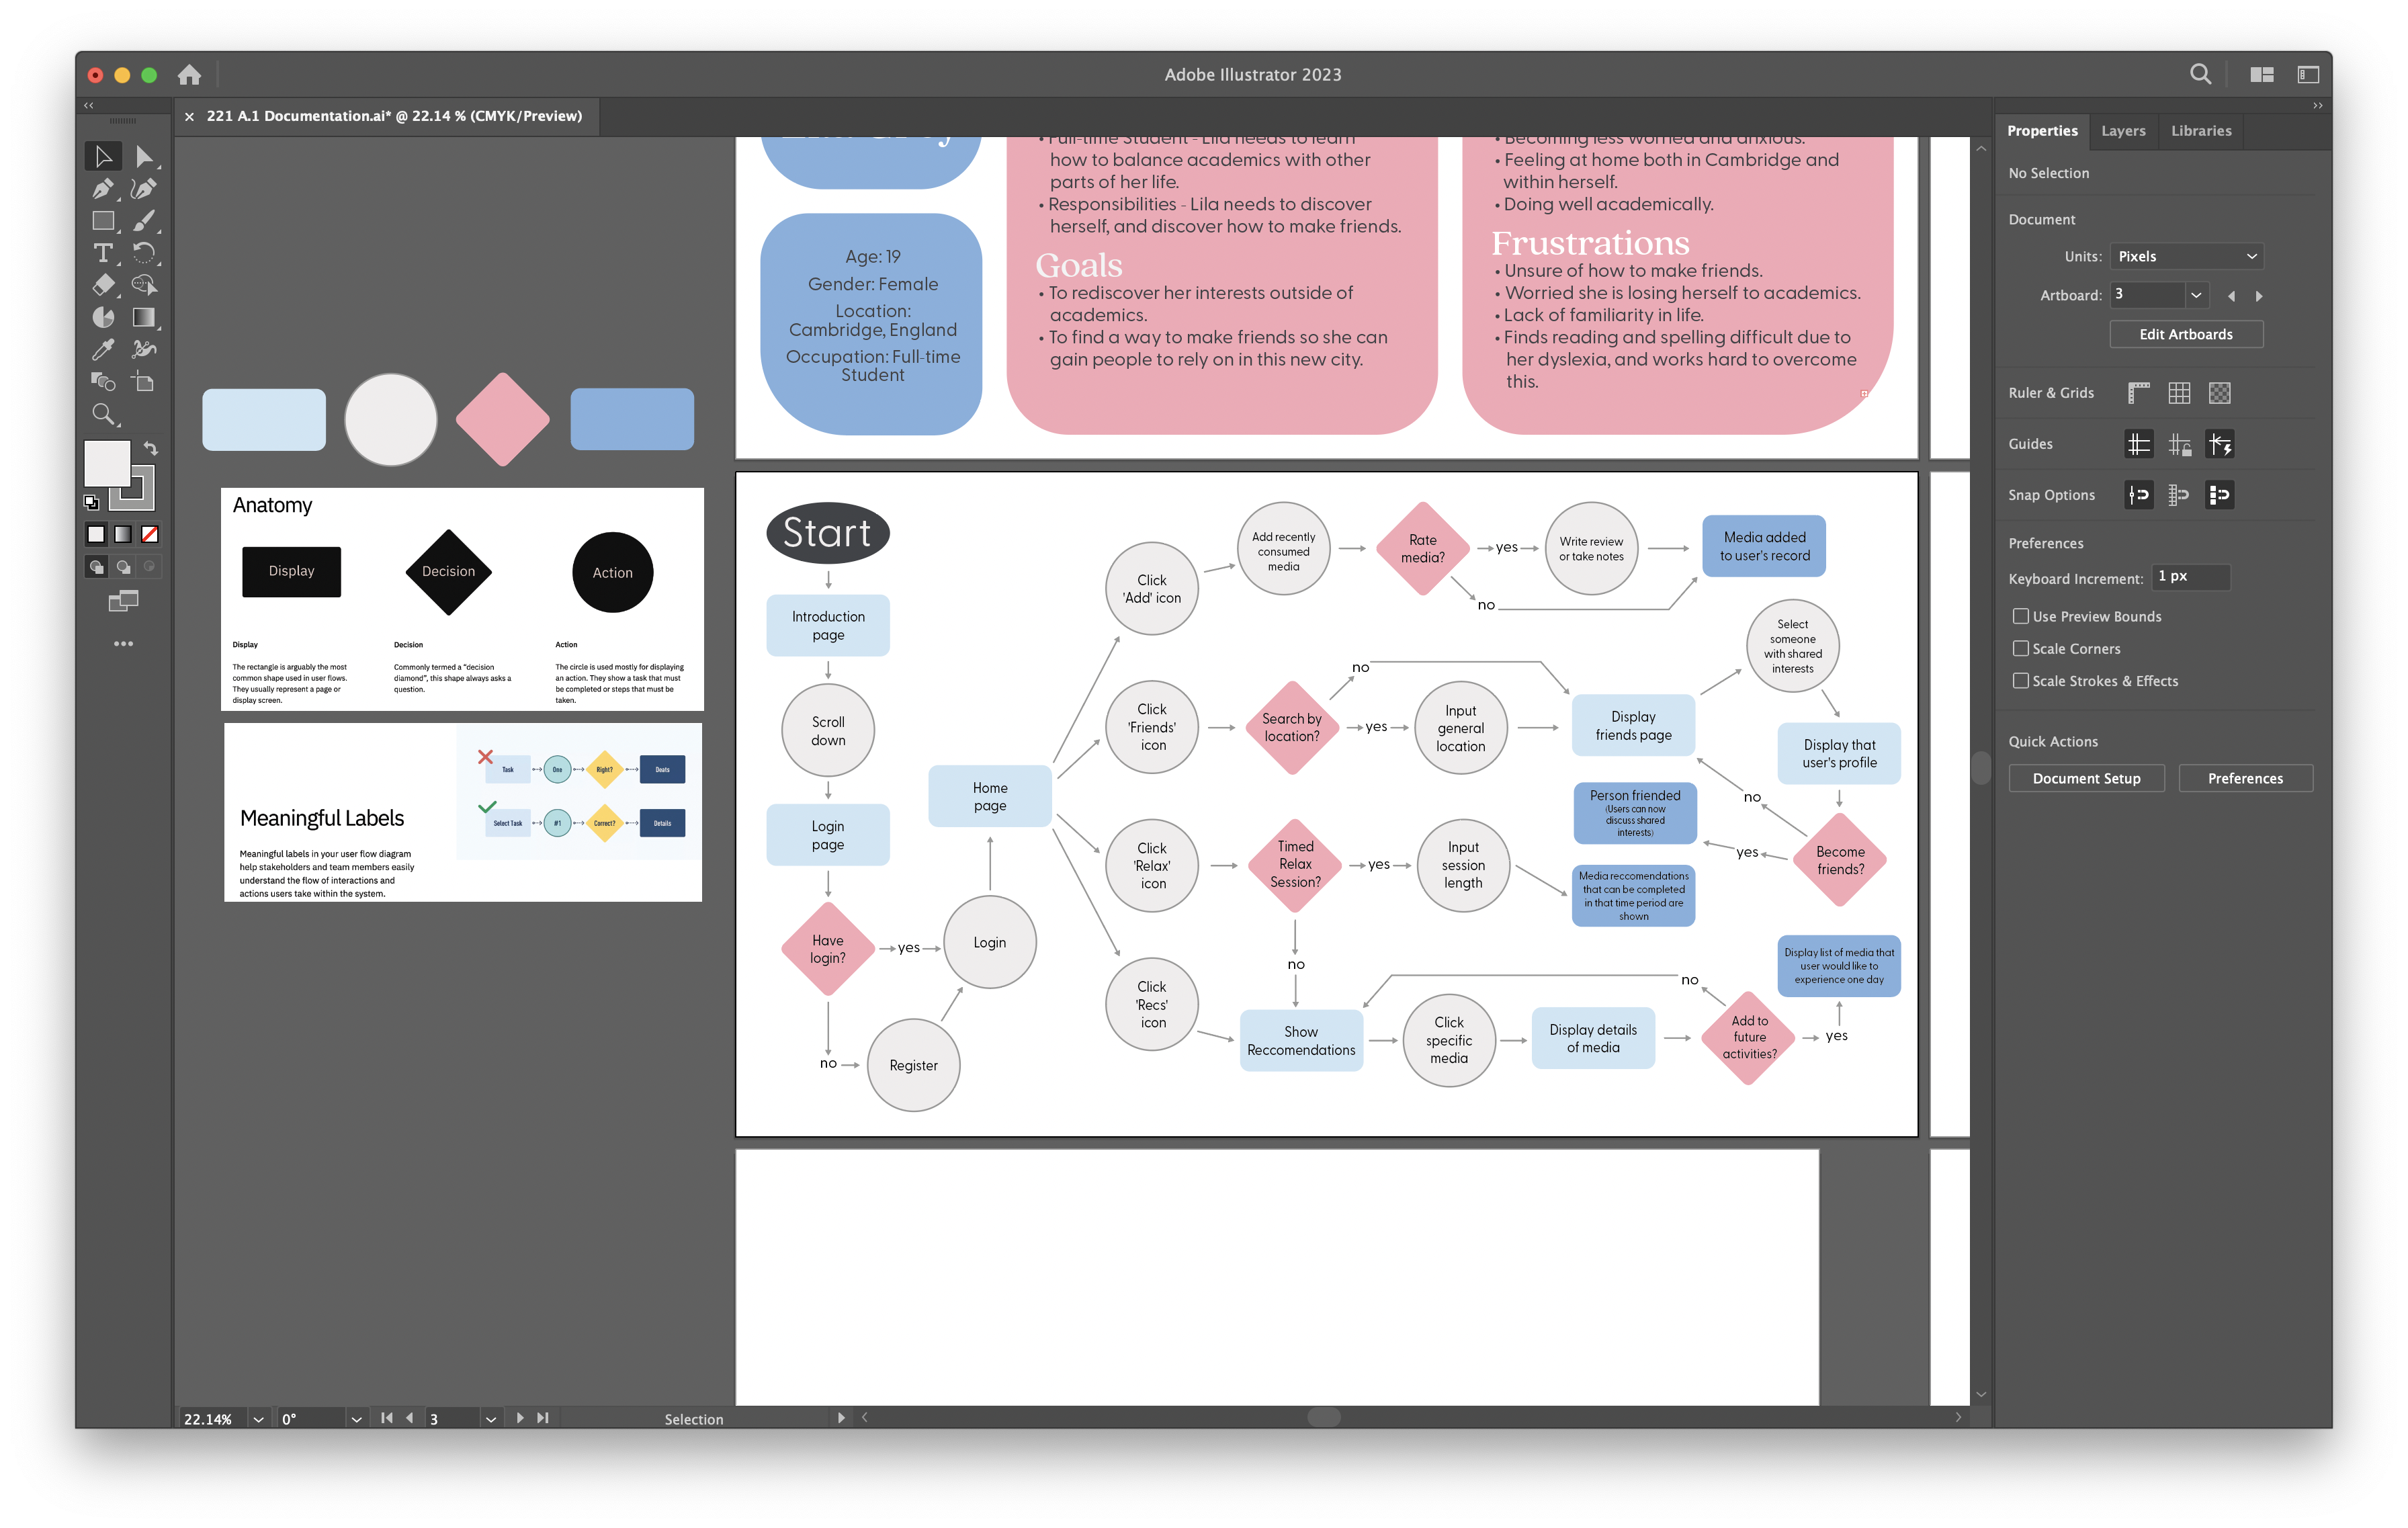 Adobe Illustrator 2023
221 A.1 Documentation.ai* @ 22.14 % (CMYK/Preview)
• Full-time Student - Lila needs to learn
how to balance academics with other
parts of her life.
• Responsibilities - Lila needs to discover
herself, and discover how to make friends.
Goals
• To rediscover her interests outside of
academics.
• To find a way to make friends so she can
gain people to rely on in this new city.
• Becoming less worried and anxious.
• Feeling at home both in Cambridge and
within herself.
• Doing well academically.
Frustrations
• Unsure of how to make friends.
• Worried she is losing herself to academics.
• Lack of familiarity in life.
• Finds reading and spelling difficult due to
her dyslexia, and works hard to overcome
this.
Age: 19
Gender: Female
Location:
Cambridge, England
Occupation: Full-time
Student
Anatomy
Display
Decision
Action
Display
The rectangle is arguably the most
common shape used in user flows.
They usually represent a page or
display screen.
Decision
Commonly termed a "decision
diamond", this shape always asks a
question.
Action
The circle is used mostly for displaying
an action. They show a task that must
be completed or steps that must be
taken.
Meaningful Labels
Meaningful labels in your user flow diagram
help stakeholders and team members easily
understand the flow of interactions and
actions users take within the system.
Task
One
Right?
Deats
Select Task
#1
Correct?
Details
Start
Introduction
page
Scroll
down
Login
page
Have
login?
yes
Login
no
Register
Home
page
Click
'Add' icon
Add recently
consumed
media
Rate
media?
yes
Write review
or take notes
Media added
to user's record
no
Click
'Friends'
icon
Search by
location?
no
yes
Input
general
location
Display
friends page
Select
someone
with shared
interests
Display that
user's profile
Become
friends?
no
yes
Person friended
(Users can now
discuss shared
interests)
Click
'Relax'
icon
Timed
Relax
Session?
yes
Input
session
length
Media reccomendations
that can be completed
in that time period are
shown
no
Click
'Recs'
icon
Show
Reccomendations
Click
specific
media
Display details
of media
Add to
future
activities?
no
yes
Display list of media that
user would like to
experience one day
Properties
Layers
Libraries
No Selection
Document
Units:
Pixels
Artboard:
3
Edit Artboards
Ruler & Grids
Guides
Snap Options
Preferences
Keyboard Increment:
1 px
Use Preview Bounds
Scale Corners
Scale Strokes & Effects
Quick Actions
Document Setup
Preferences
22.14%
0°
3
Selection